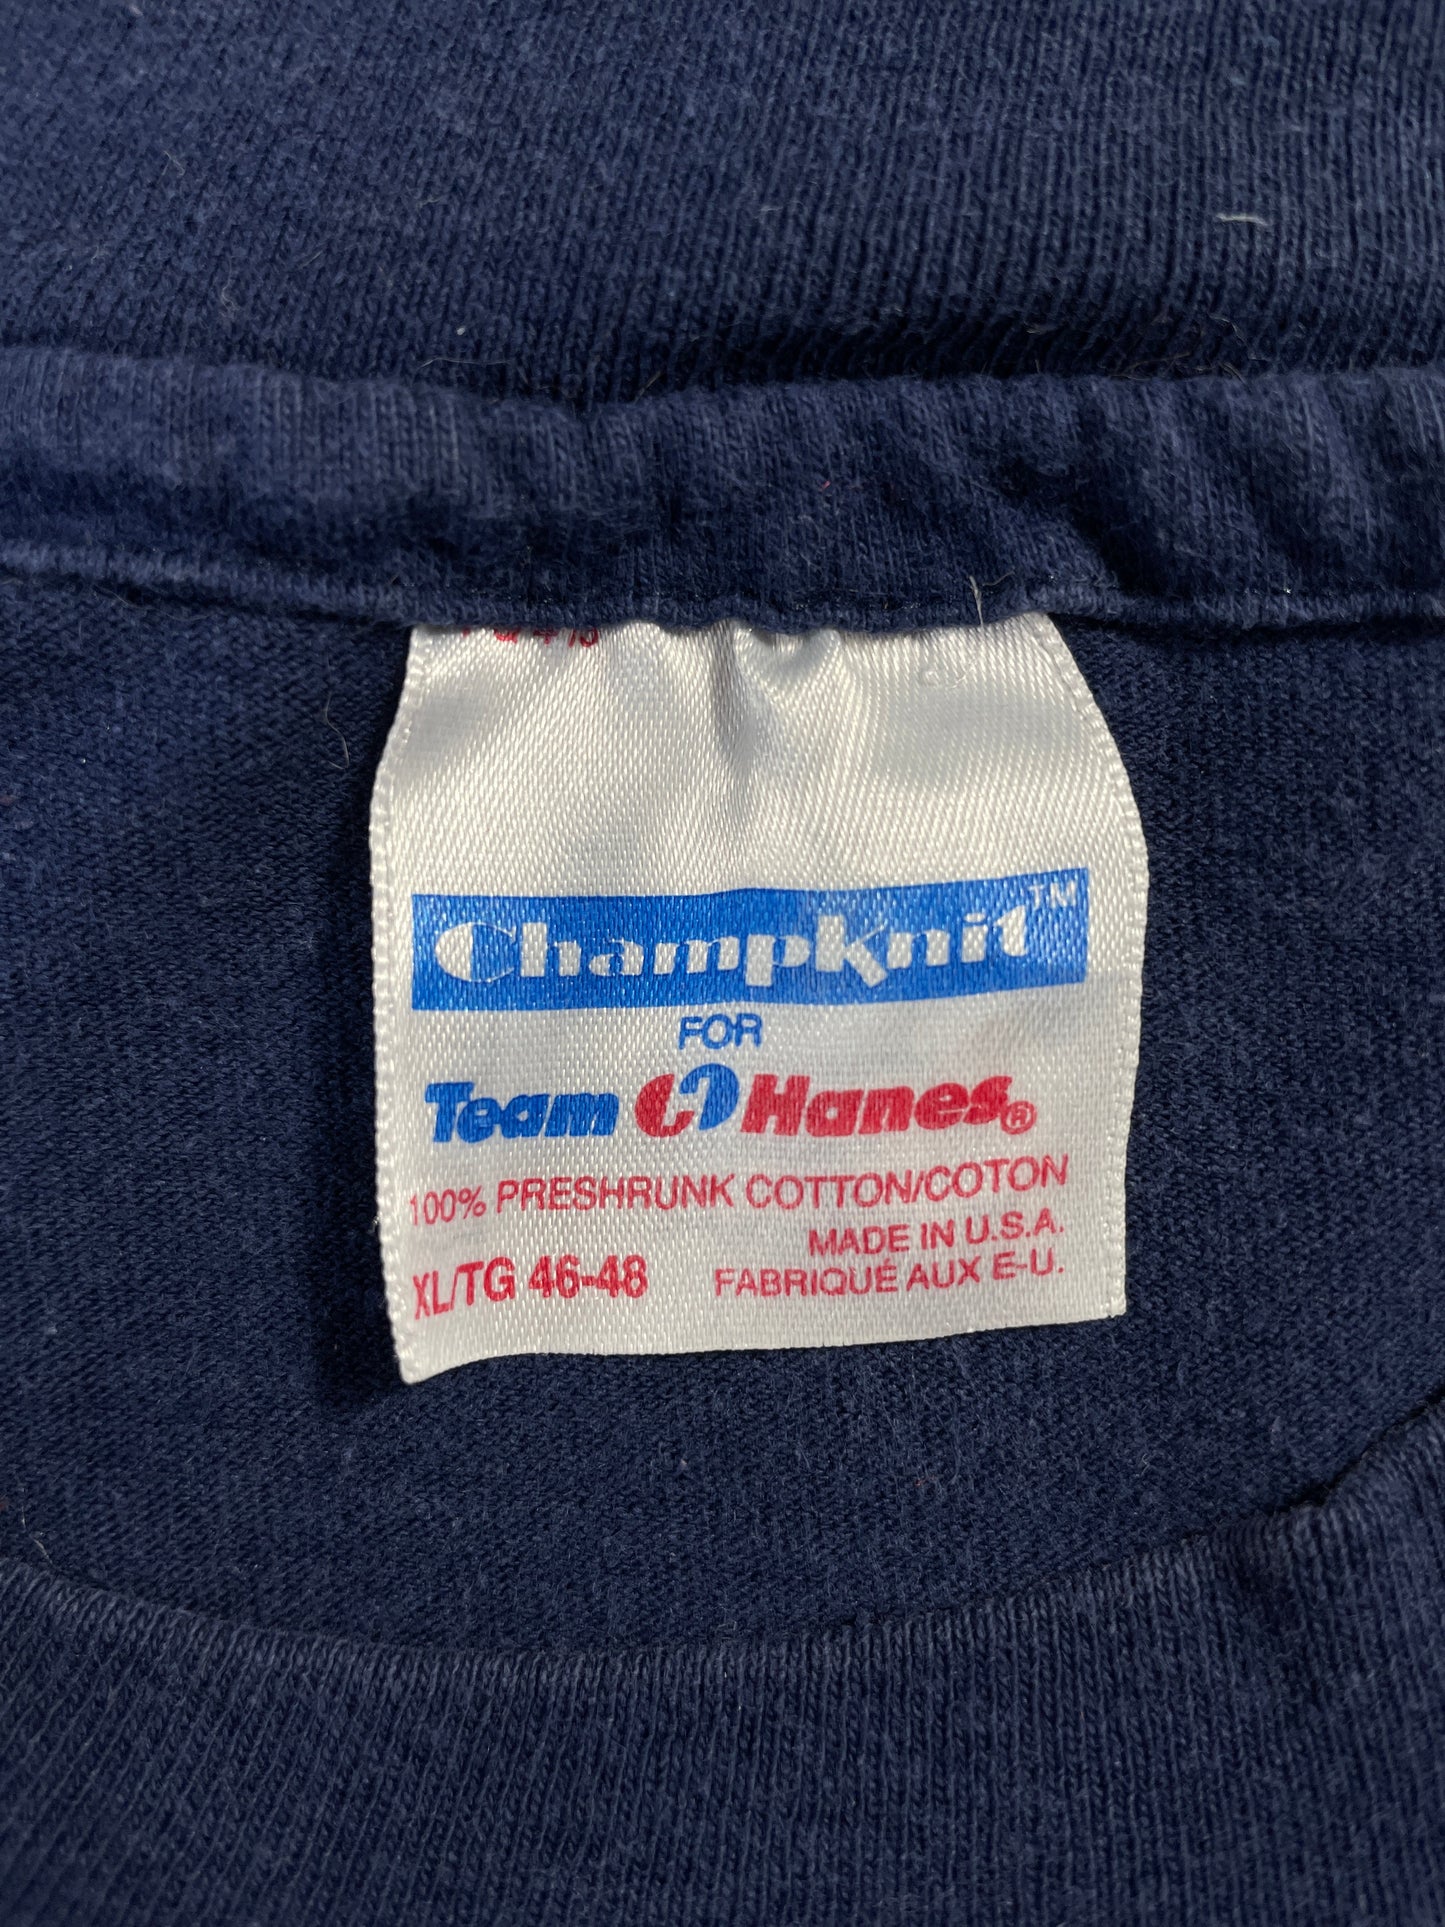 Champknit™
FOR
Team Hanes®
100% PRESHRUNK COTTON/COTON
MADE IN U.S.A.
XL/TG 46-48
FABRIQUÉ AUX E-U.